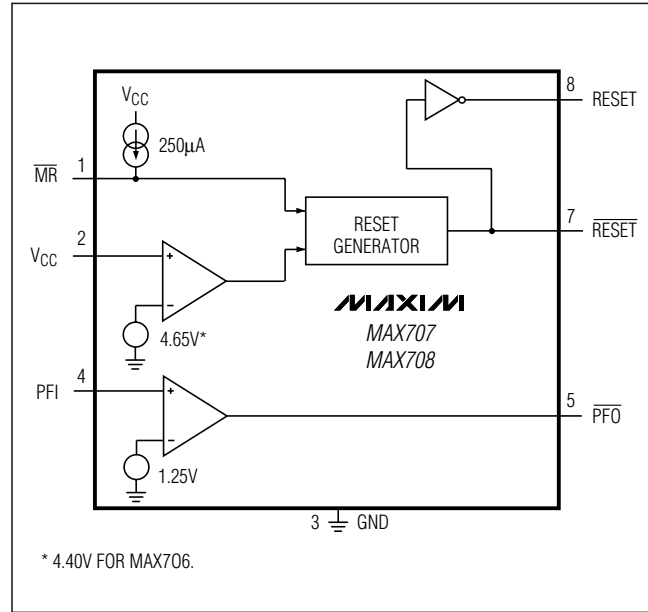 VCC
250μA
1
MR
8
RESET
7
RESET
RESET
GENERATOR
2
VCC
4.65V*
MAXIM
MAX707
MAX708
4
PFI
5
PFO
1.25V
3
GND
* 4.40V FOR MAX7O6.